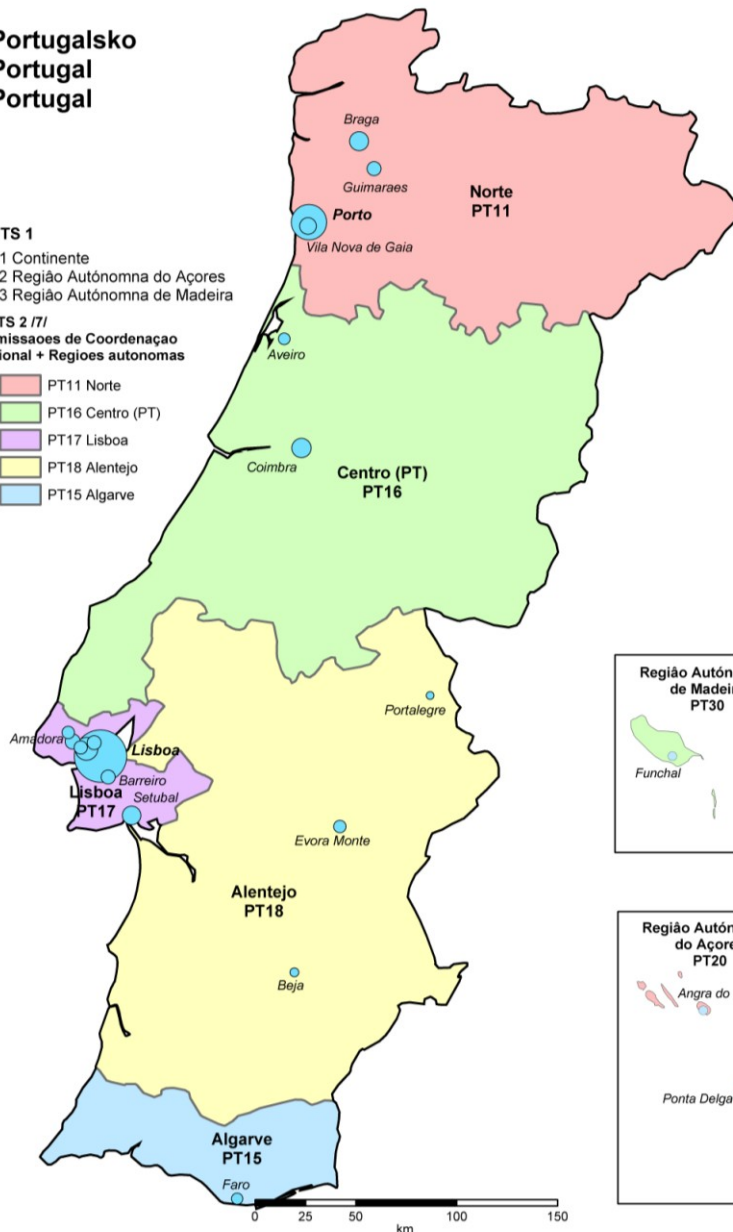 Portugalsko
Portugal
Portugal
TS 1
1 Continente
2 Região Autónomna do Açores
3 Região Autónomna de Madeira
TS 2 /7/
missaoes de Coordenaçao
ional + Regioes autonomas
PT11 Norte
PT16 Centro (PT)
PT17 Lisboa
PT18 Alentejo
PT15 Algarve
Braga
Guimaraes
Norte
PT11
Porto
Vila Nova de Gaia
Aveiro
Coimbra
Centro (PT)
PT16
Portalegre
Amadora
Lisboa
Barreiro
Lisboa
PT17
Setubal
Evora Monte
Alentejo
PT18
Beja
Algarve
PT15
Faro
0 25 50 100 150
km
Região Autón
de Madei
PT30
Funchal
Região Autón
do Açore
PT20
Angra do
Ponta Delga